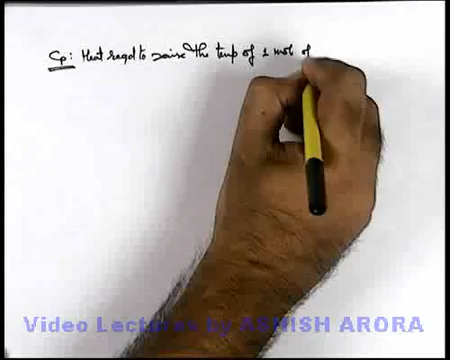 Cp: Heat reqd to raise the temp of 1 mol of
Video Lectures by ASHISH ARORA